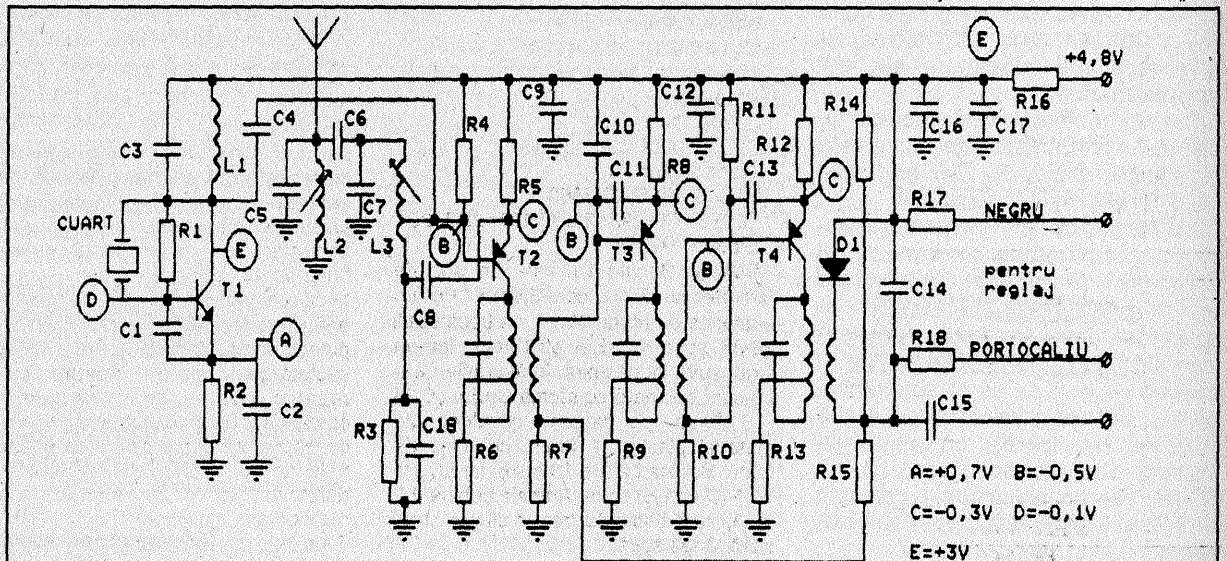 E
+4,8V
R16
C4
C6
R4
C9
C10
C12
R11
R14
C16
C17
C3
L1
R12
C11
R8
C13
C5
C7
R5
C
C
C
R17
NEGRU
CUART
R1
L2
L3
B
B
T2
T3
B
T4
D1
E
pentru
reglaj
D
T1
C8
C14
C1
A
R18
PORTOCALIU
R2
C2
C15
R3
C18
R6
R7
R9
R10
R13
R15
A=+0,7V B=-0,5V
C=-0,3V D=-0,1V
E=+3V